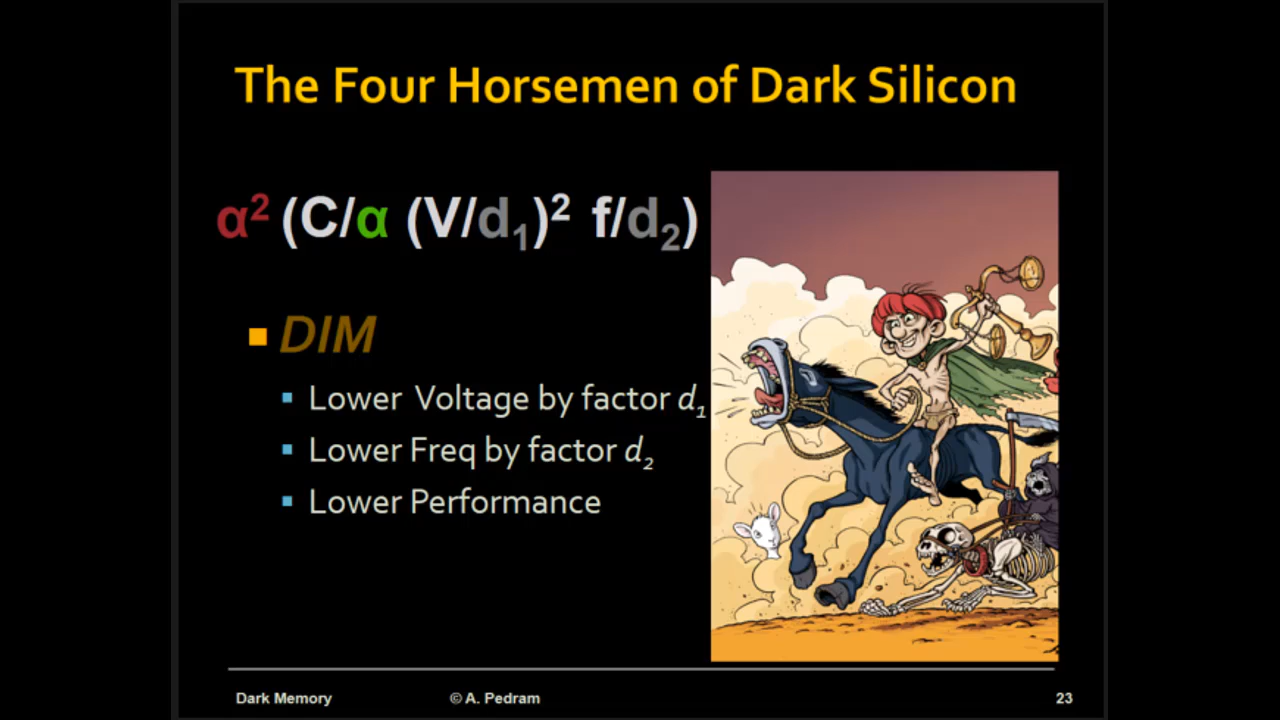 The Four Horsemen of Dark Silicon
α² (C/α (V/d₁)² f/d₂)
DIM
Lower Voltage by factor d₁
Lower Freq by factor d₂
Lower Performance
Dark Memory © A. Pedram 23